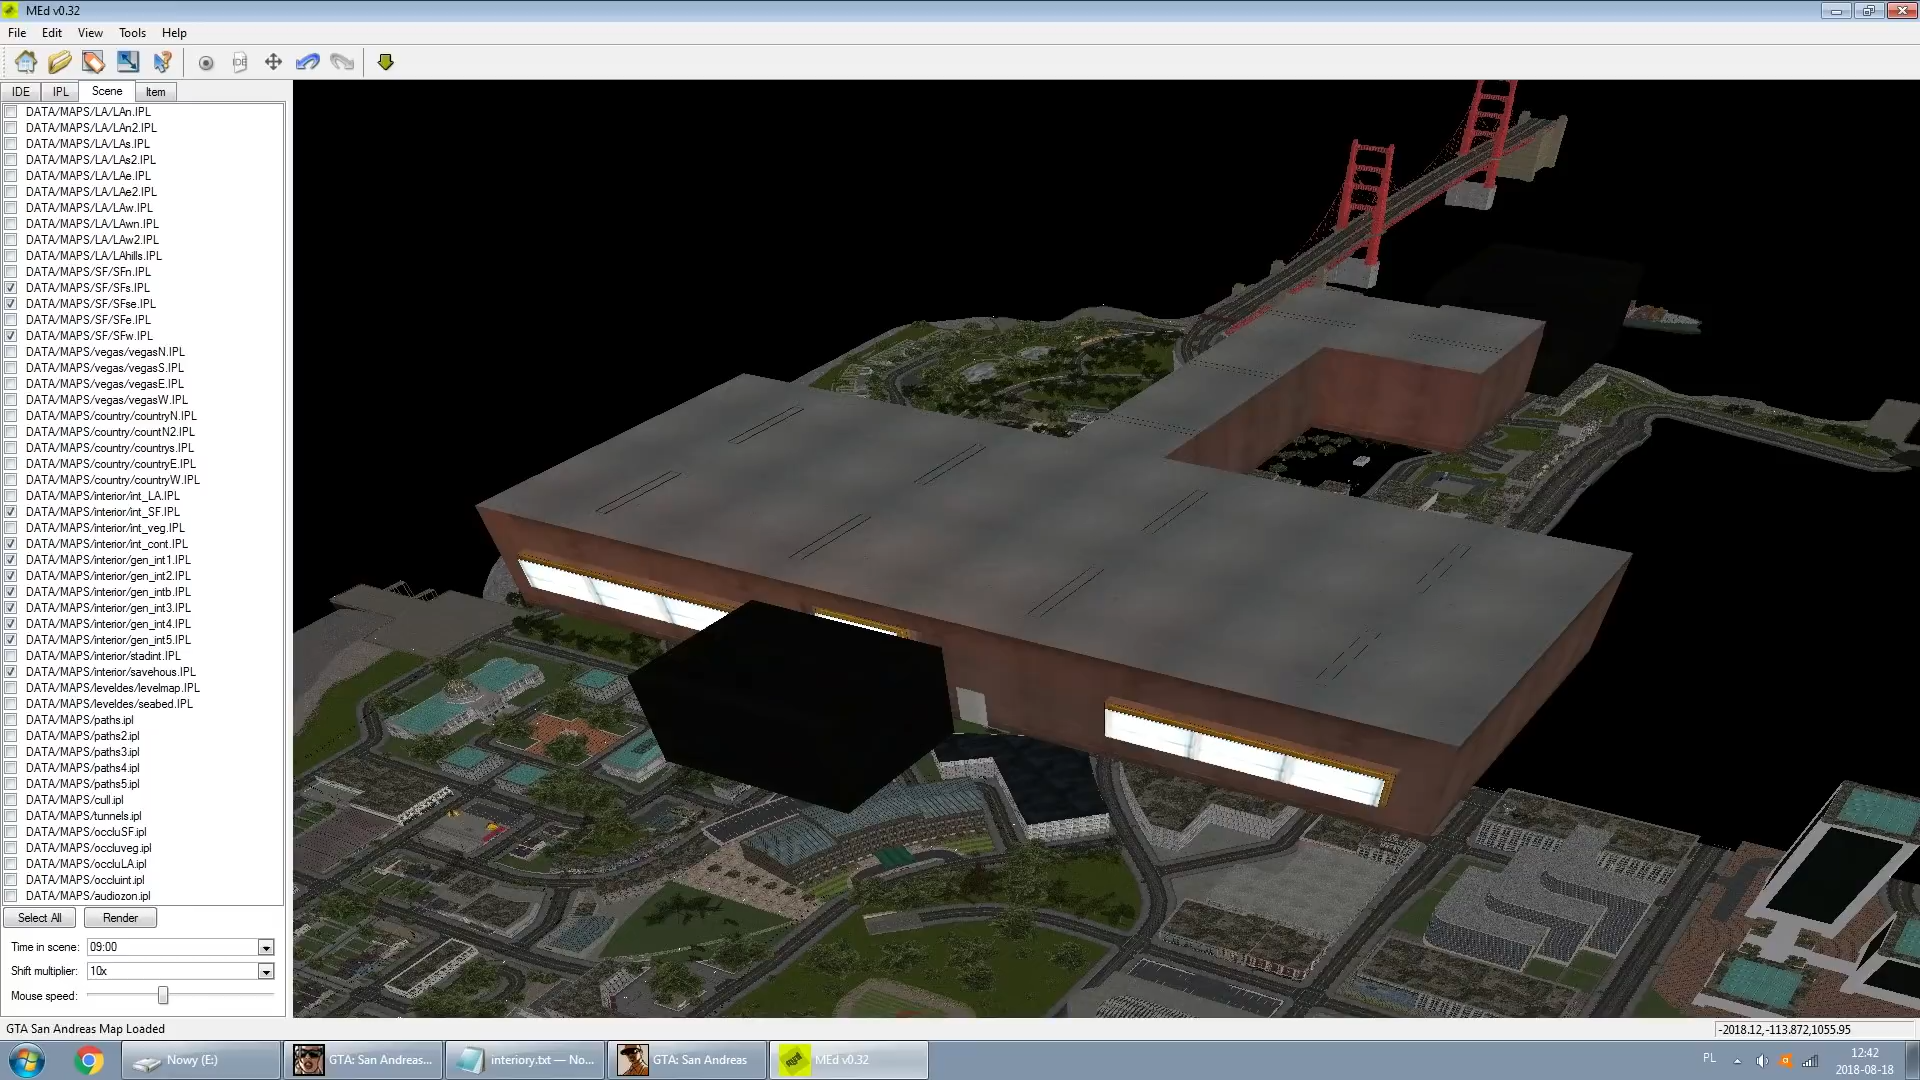 MEd v0.32
File Edit View Tools Help
IDE
IDE IPL Scene Item
DATA/MAPS/LA/LAn.IPL
DATA/MAPS/LA/LAn2.IPL
DATA/MAPS/LA/LAs.IPL
DATA/MAPS/LA/LAs2.IPL
DATA/MAPS/LA/LAe.IPL
DATA/MAPS/LA/LAe2.IPL
DATA/MAPS/LA/LAw.IPL
DATA/MAPS/LA/LAwn.IPL
DATA/MAPS/LA/LAw2.IPL
DATA/MAPS/LA/LAhills.IPL
DATA/MAPS/SF/SFn.IPL
DATA/MAPS/SF/SFs.IPL
DATA/MAPS/SF/SFse.IPL
DATA/MAPS/SF/SFe.IPL
DATA/MAPS/SF/SFw.IPL
DATA/MAPS/vegas/vegasN.IPL
DATA/MAPS/vegas/vegasS.IPL
DATA/MAPS/vegas/vegasE.IPL
DATA/MAPS/vegas/vegasW.IPL
DATA/MAPS/country/countryN.IPL
DATA/MAPS/country/countN2.IPL
DATA/MAPS/country/countrys.IPL
DATA/MAPS/country/countryE.IPL
DATA/MAPS/country/countryW.IPL
DATA/MAPS/interior/int_LA.IPL
DATA/MAPS/interior/int_SF.IPL
DATA/MAPS/interior/int_veg.IPL
DATA/MAPS/interior/int_cont.IPL
DATA/MAPS/interior/gen_int1.IPL
DATA/MAPS/interior/gen_int2.IPL
DATA/MAPS/interior/gen_intb.IPL
DATA/MAPS/interior/gen_int3.IPL
DATA/MAPS/interior/gen_int4.IPL
DATA/MAPS/interior/gen_int5.IPL
DATA/MAPS/interior/stadint.IPL
DATA/MAPS/interior/savehous.IPL
DATA/MAPS/leveldes/levelmap.IPL
DATA/MAPS/leveldes/seabed.IPL
DATA/MAPS/paths.ipl
DATA/MAPS/paths2.ipl
DATA/MAPS/paths3.ipl
DATA/MAPS/paths4.ipl
DATA/MAPS/paths5.ipl
DATA/MAPS/cull.ipl
DATA/MAPS/tunnels.ipl
DATA/MAPS/occluSF.ipl
DATA/MAPS/occluveg.ipl
DATA/MAPS/occluLA.ipl
DATA/MAPS/occluint.ipl
DATA/MAPS/audiozon.ipl
Select All Render
Time in scene: 09:00
Shift multiplier: 10x
Mouse speed:
GTA San Andreas Map Loaded
-2018.12,-113.872,1055.95
Nowy (E:) GTA: San Andreas... interiory.txt — No... GTA: San Andreas MEd v0.32 PL 12:42
2018-08-18